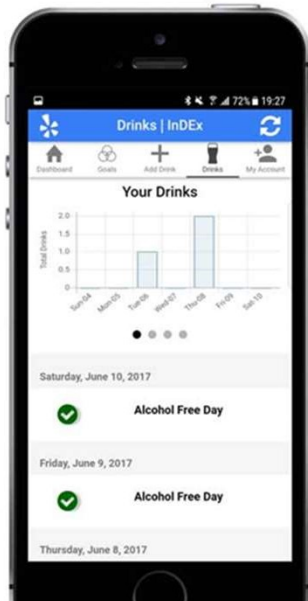 72% 19:27
Drinks | InDEx
Dashboard Goals Add Drink Drinks My Account
Your Drinks
Total Drinks
2.0
1.5
1.0
0.5
0
Sun-04 Mon-05 Tue-06 Wed-07 Thu-08 Fri-09 Sat-10
Saturday, June 10, 2017
Alcohol Free Day
Friday, June 9, 2017
Alcohol Free Day
Thursday, June 8, 2017